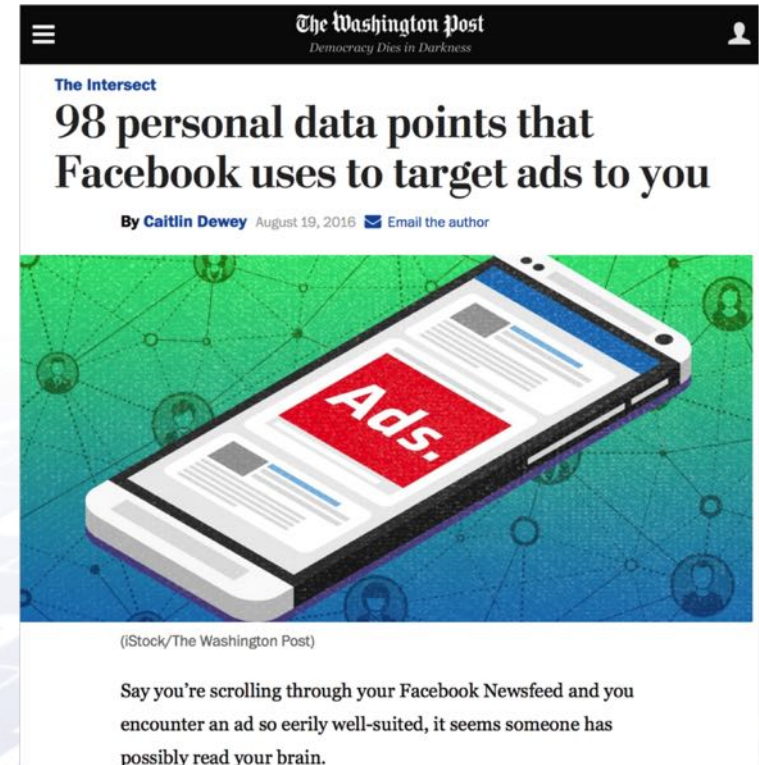 The Washington Post
Democracy Dies in Darkness
The Intersect
98 personal data points that
Facebook uses to target ads to you
By Caitlin Dewey August 19, 2016 Email the author
Ads.
(iStock/The Washington Post)
Say you’re scrolling through your Facebook Newsfeed and you
encounter an ad so eerily well-suited, it seems someone has
possibly read your brain.